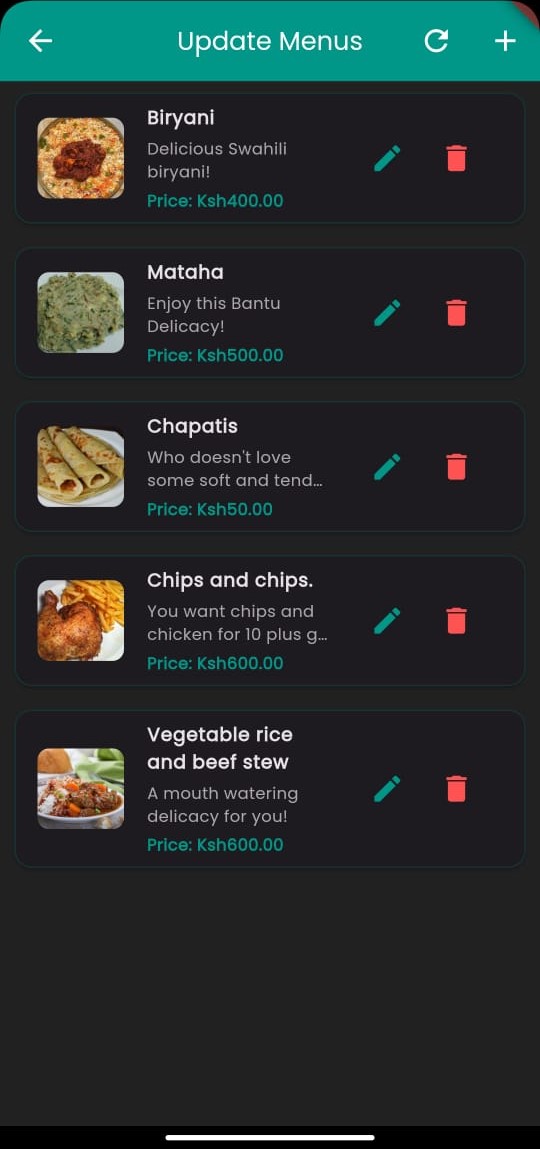 Update Menus
Biryani
Delicious Swahili
biryani!
Price: Ksh400.00
Mataha
Enjoy this Bantu
Delicacy!
Price: Ksh500.00
Chapatis
Who doesn't love
some soft and tend…
Price: Ksh50.00
Chips and chips.
You want chips and
chicken for 10 plus g…
Price: Ksh600.00
Vegetable rice
and beef stew
A mouth watering
delicacy for you!
Price: Ksh600.00